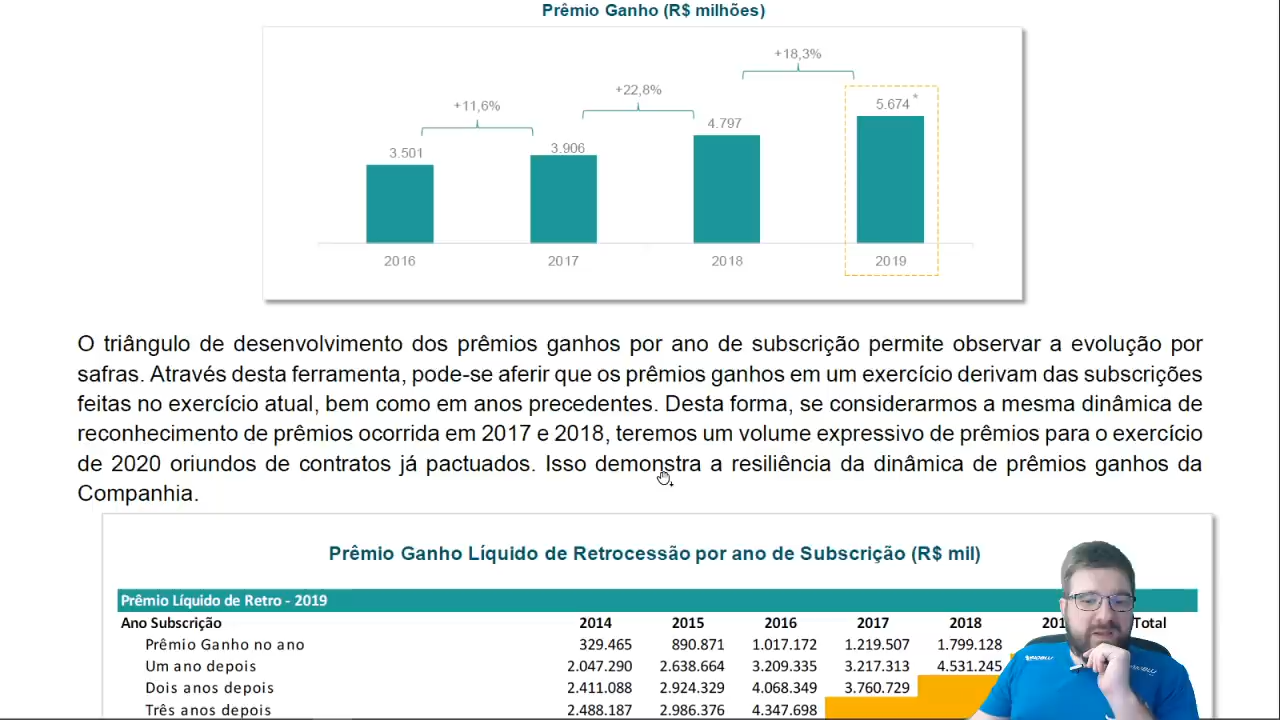 Prêmio Ganho (R$ milhões)
+18,3%
+22,8%
+11,6%
5.674 *
4.797
3.906
3.501
2016 2017 2018 2019
O triângulo de desenvolvimento dos prêmios ganhos por ano de subscrição permite observar a evolução por
safras. Através desta ferramenta, pode-se aferir que os prêmios ganhos em um exercício derivam das subscrições
feitas no exercício atual, bem como em anos precedentes. Desta forma, se considerarmos a mesma dinâmica de
reconhecimento de prêmios ocorrida em 2017 e 2018, teremos um volume expressivo de prêmios para o exercício
de 2020 oriundos de contratos já pactuados. Isso demonstra a resiliência da dinâmica de prêmios ganhos da
Companhia.
Prêmio Ganho Líquido de Retrocessão por ano de Subscrição (R$ mil)
Prêmio Líquido de Retro - 2019
Ano Subscrição 2014 2015 2016 2017 2018 Total
Prêmio Ganho no ano 329.465 890.871 1.017.172 1.219.507 1.799.128
Um ano depois 2.047.290 2.638.664 3.209.335 3.217.313 4.531.245
Dois anos depois 2.411.088 2.924.329 4.068.349 3.760.729
Três anos depois 2.488.187 2.986.376 4.347.698